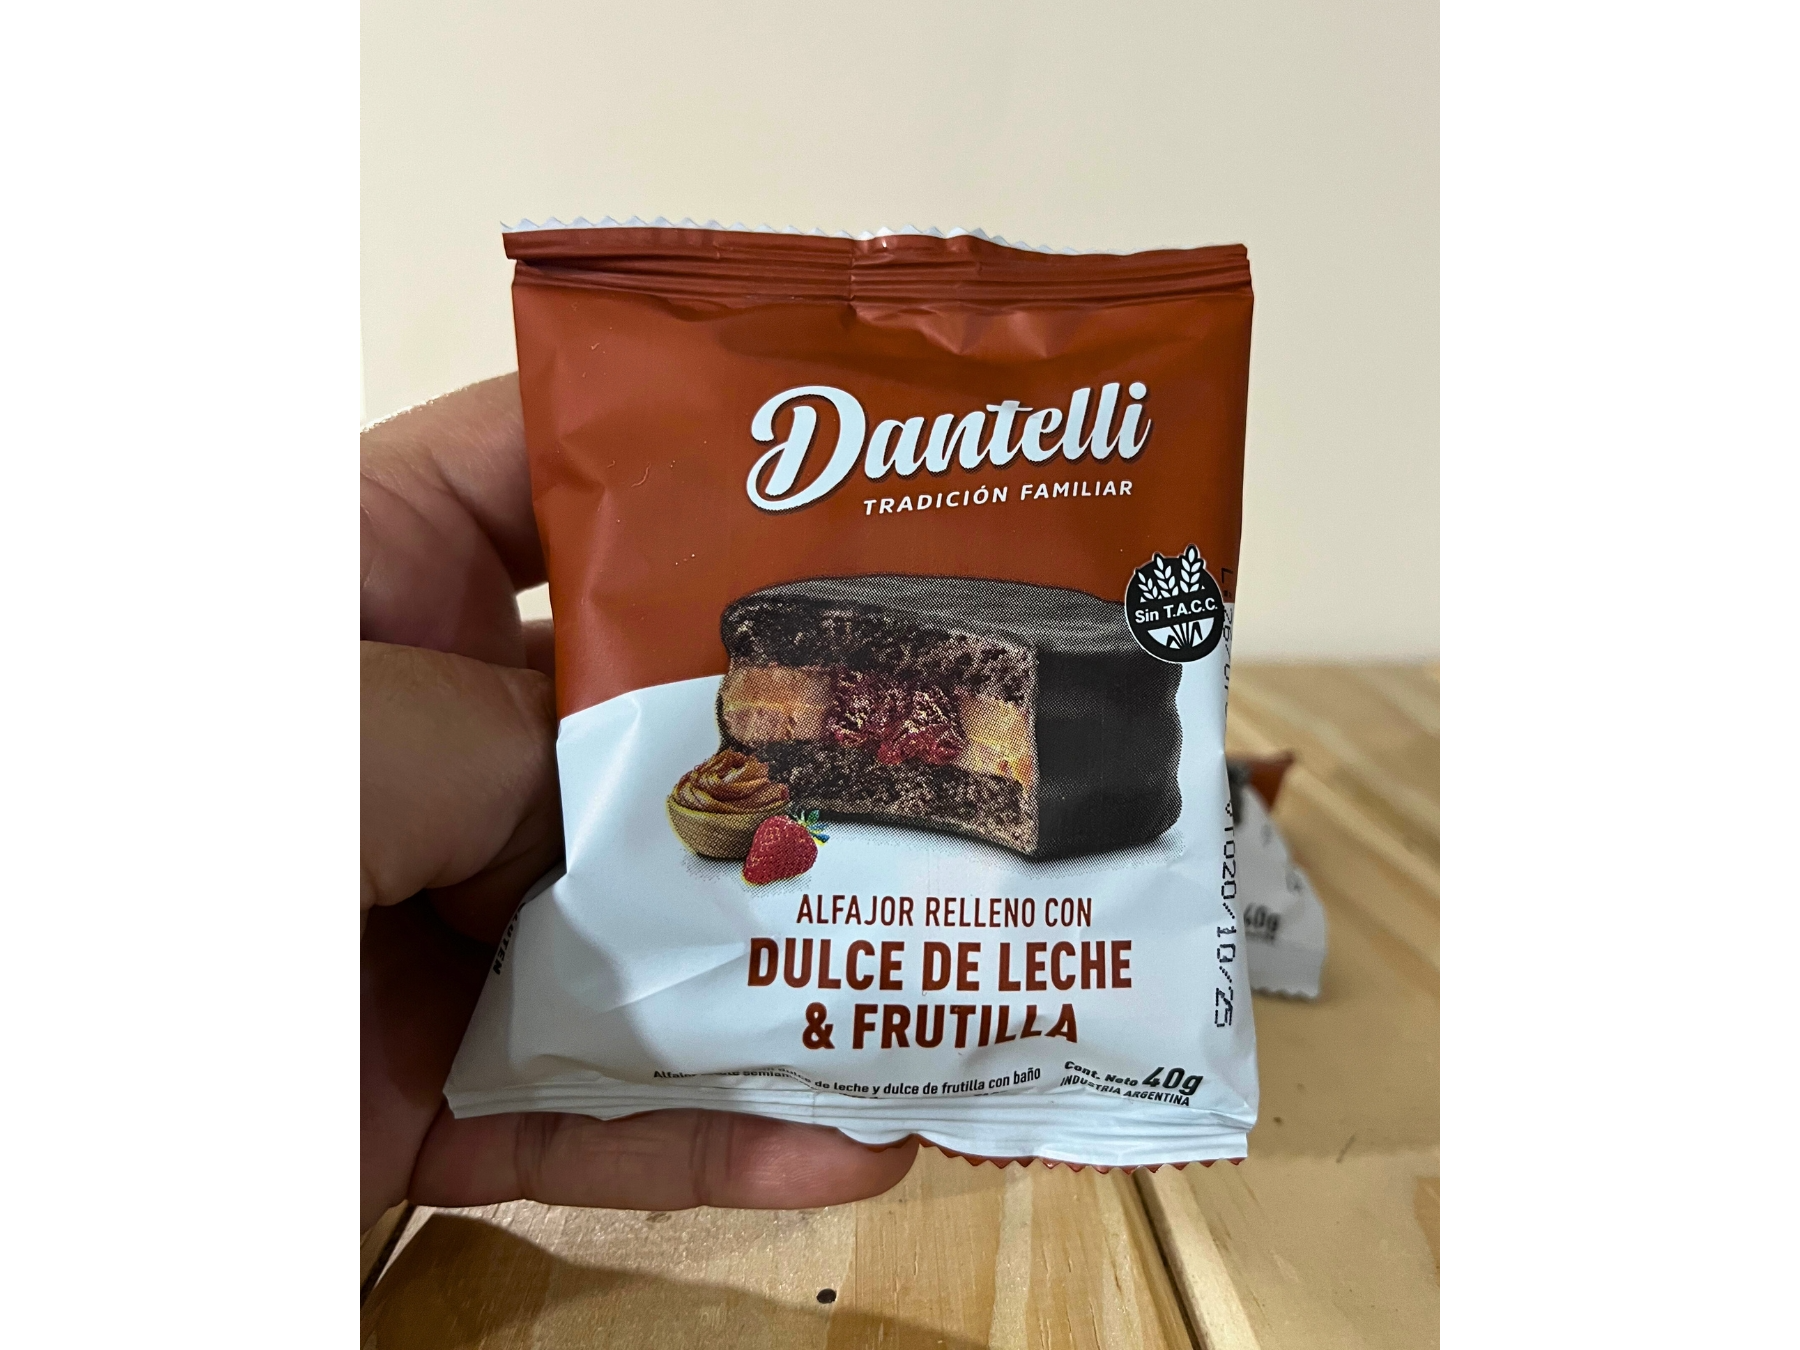 Dantelli
TRADICIÓN FAMILIAR
Sin T.A.C.C.
ALFAJOR RELLENO CON
DULCE DE LECHE
& FRUTILLA
de leche y dulce de frutilla con baño
Cont. Neto 40g
INDUSTRIA ARGENTINA
40g